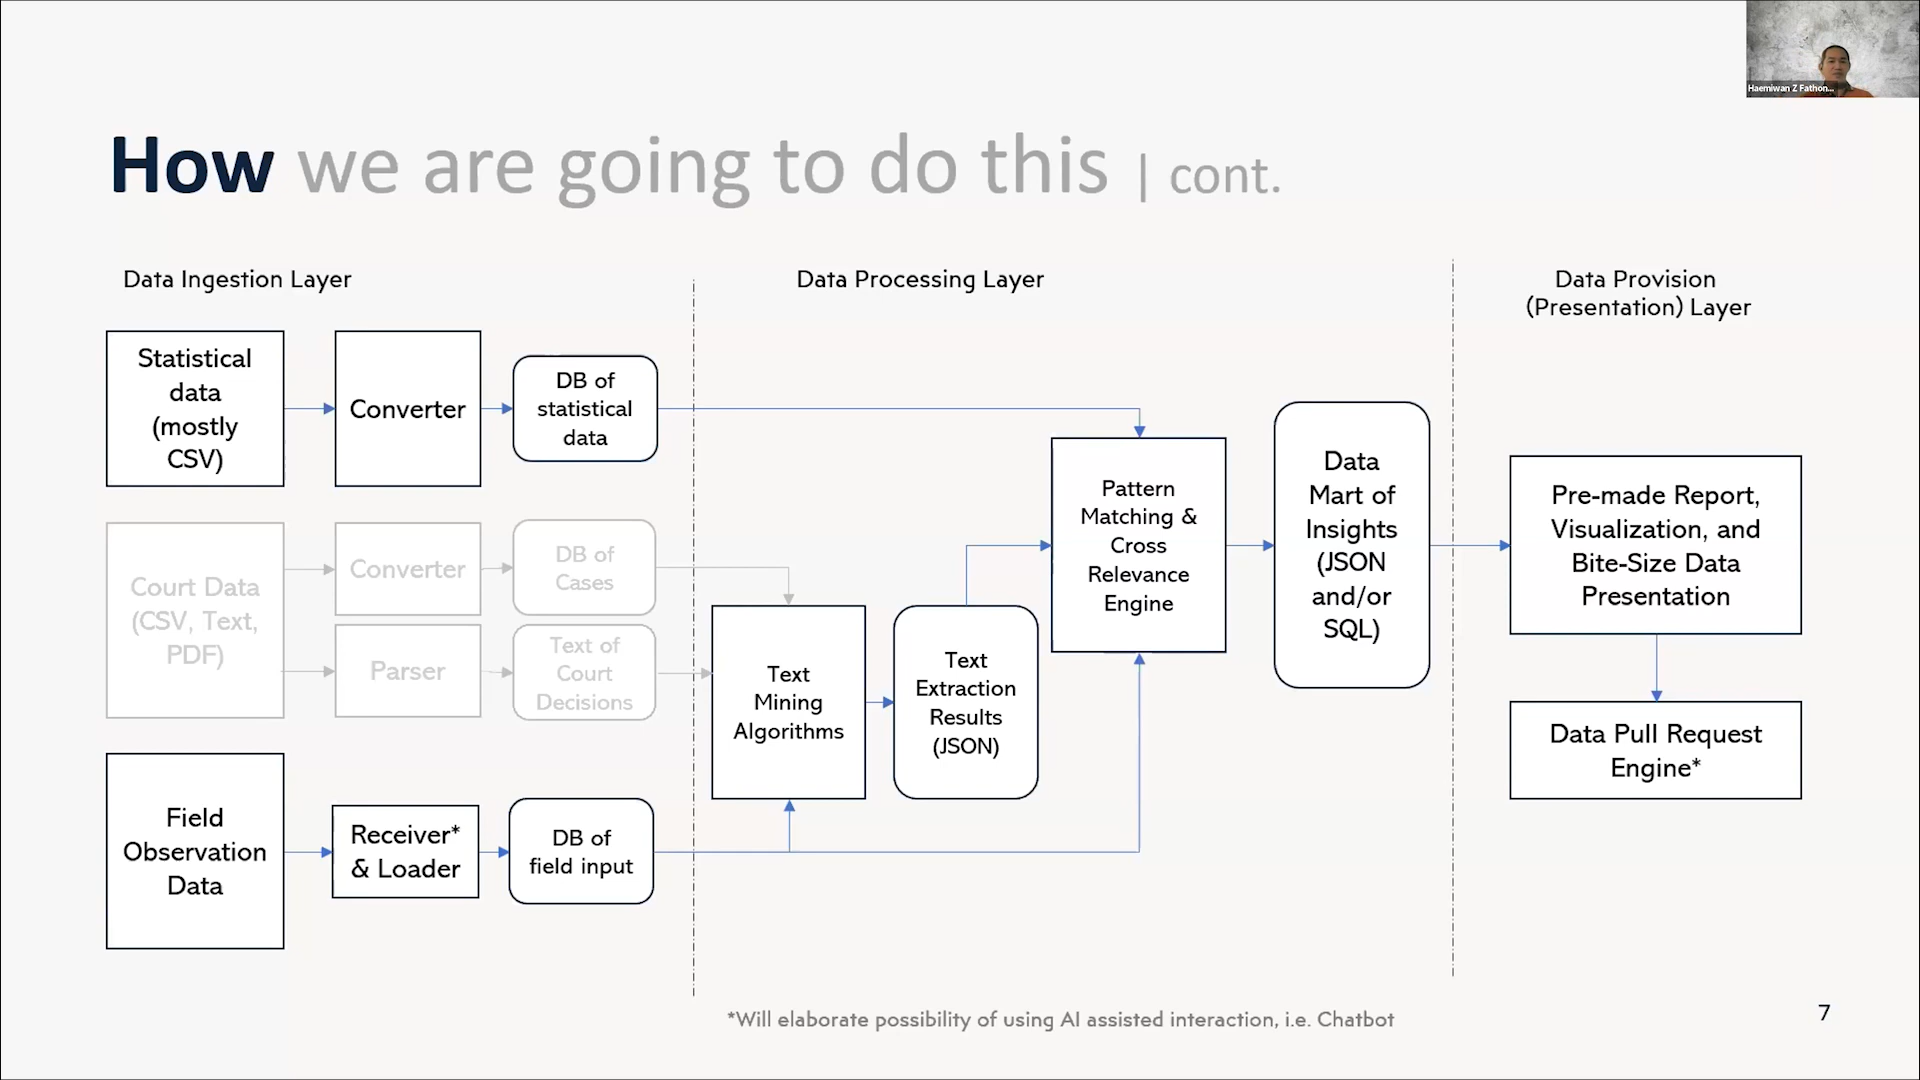 Haemiwan Z Fathon...
How we are going to do this | cont.
Data Ingestion Layer
Data Processing Layer
Data Provision
(Presentation) Layer
Statistical
data
(mostly
CSV)
Converter
DB of
statistical
data
Court Data
(CSV, Text,
PDF)
Converter
DB of
Cases
Parser
Text of
Court
Decisions
Field
Observation
Data
Receiver*
& Loader
DB of
field input
Text
Mining
Algorithms
Text
Extraction
Results
(JSON)
Pattern
Matching &
Cross
Relevance
Engine
Data
Mart of
Insights
(JSON
and/or
SQL)
Pre-made Report,
Visualization, and
Bite-Size Data
Presentation
Data Pull Request
Engine*
*Will elaborate possibility of using AI assisted interaction, i.e. Chatbot
7